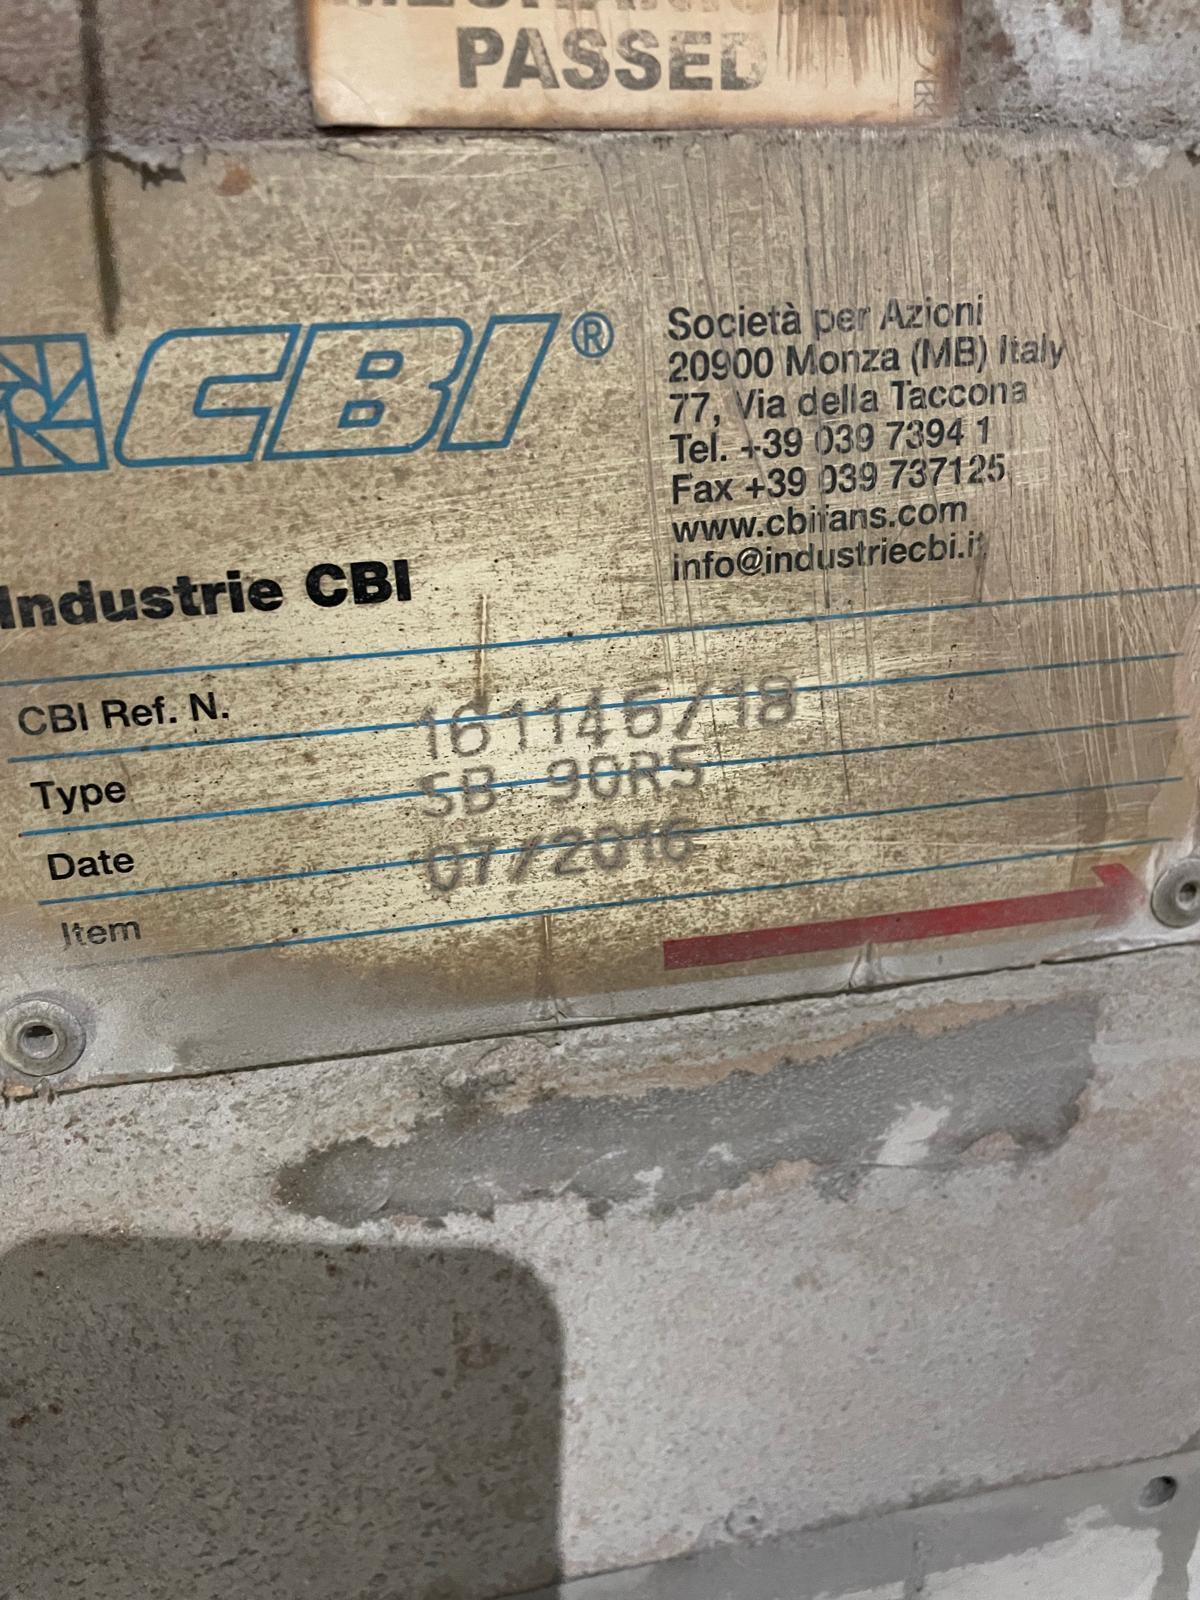 PASSED
CBI®
Società per Azioni
20900 Monza (MB) Italy
77, Via della Taccona
Tel. +39 039 7394 1
Fax +39 039 737125
www.cbifans.com
info@industriecbi.it
Industrie CBI
CBI Ref. N. 161146/18
Type SB 90R5
Date 07/2016
Item